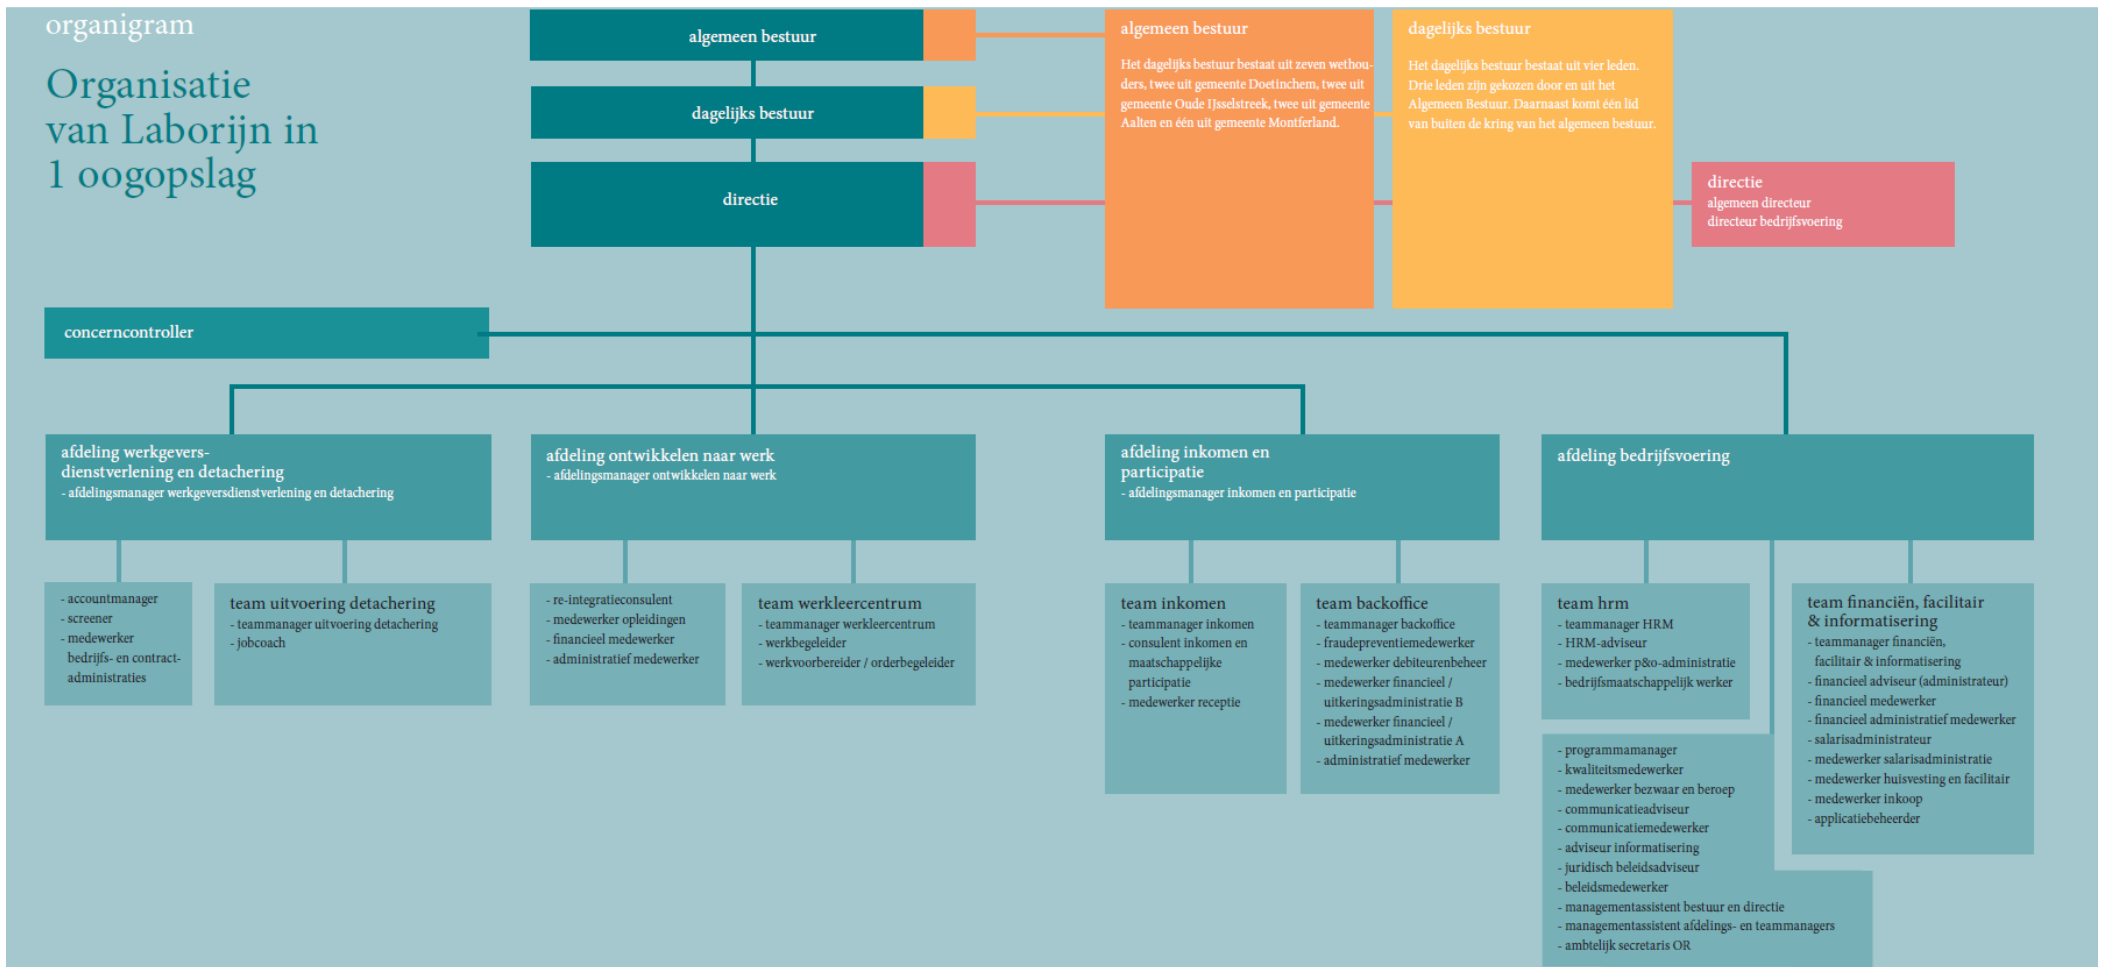 organigram
Organisatie
van Laborijn in
1 oogopslag
algemeen bestuur
dagelijks bestuur
directie
algemeen bestuur
Het dagelijks bestuur bestaat uit zeven wethou-
ders, twee uit gemeente Doetinchem, twee uit
gemeente Oude IJsselstreek, twee uit gemeente
Aalten en één uit gemeente Montferland.
dagelijks bestuur
Het dagelijks bestuur bestaat uit vier leden.
Drie leden zijn gekozen door en uit het
Algemeen Bestuur. Daarnaast komt één lid
van buiten de kring van het algemeen bestuur.
directie
algemeen directeur
directeur bedrijfsvoering
concerncontroller
afdeling werkgevers-
dienstverlening en detachering
- afdelingsmanager werkgeversdienstverlening en detachering
- accountmanager
- screener
- medewerker
bedrijfs- en contract-
administraties
team uitvoering detachering
- teammanager uitvoering detachering
- jobcoach
afdeling ontwikkelen naar werk
- afdelingsmanager ontwikkelen naar werk
- re-integratieconsulent
- medewerker opleidingen
- financieel medewerker
- administratief medewerker
team werkleercentrum
- teammanager werkleercentrum
- werkbegeleider
- werkvoorbereider / orderbegeleider
afdeling inkomen en
participatie
- afdelingsmanager inkomen en participatie
team inkomen
- teammanager inkomen
- consulent inkomen en
maatschappelijke
participatie
- medewerker receptie
team backoffice
- teammanager backoffice
- fraudepreventiemedewerker
- medewerker debiteurenbeheer
- medewerker financieel /
uitkeringsadministratie B
- medewerker financieel /
uitkeringsadministratie A
- administratief medewerker
afdeling bedrijfsvoering
team hrm
- teammanager HRM
- HRM-adviseur
- medewerker p&o-administratie
- bedrijfsmaatschappelijk werker
- programmamanager
- kwaliteitsmedewerker
- medewerker bezwaar en beroep
- communicatieadviseur
- communicatiemedewerker
- adviseur informatisering
- juridisch beleidsadviseur
- beleidsmedewerker
- managementassistent bestuur en directie
- managementassistent afdelings- en teammanagers
- ambtelijk secretaris OR
team financiën, facilitair
& informatisering
- teammanager financiën,
facilitair & informatisering
- financieel adviseur (administrateur)
- financieel medewerker
- financieel administratief medewerker
- salarisadministrateur
- medewerker salarisadministratie
- medewerker huisvesting en facilitair
- medewerker inkoop
- applicatiebeheerder